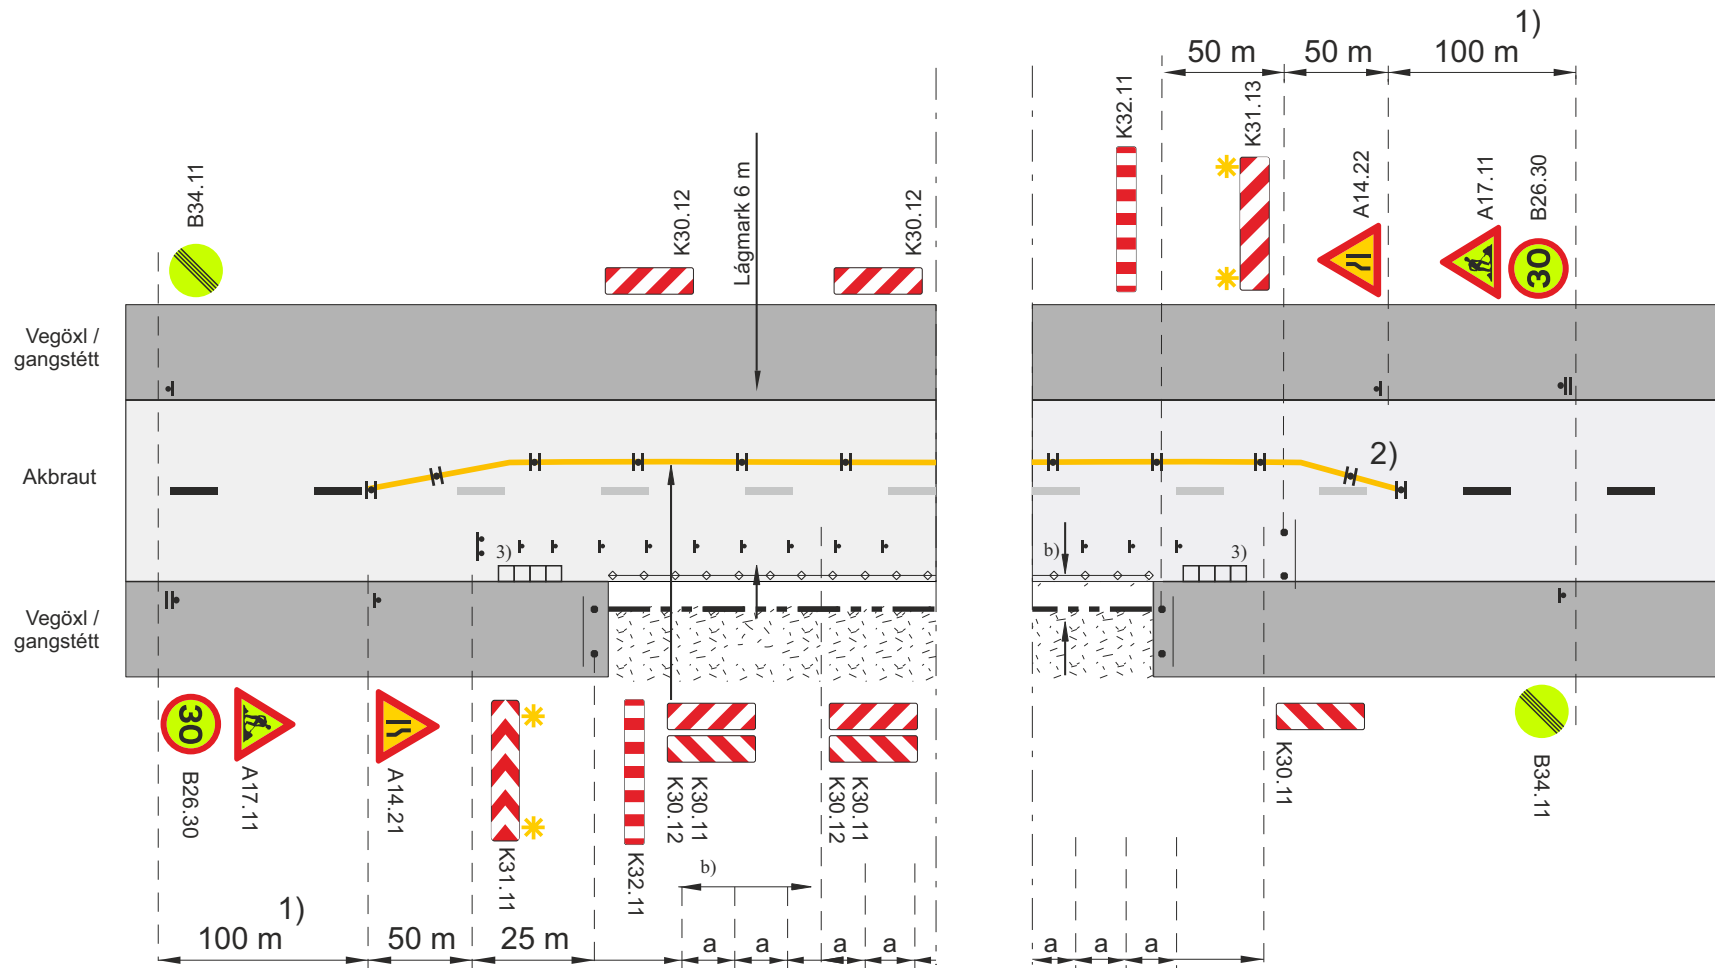 1)
50 m
50 m
100 m
K32.11
K31.13
B34.11
K30.12
Lágmark 6 m
K30.12
A14.22
A17.11
B26.30
30
Vegöxl /
gangstétt
Akbraut
2)
3)
b)
3)
Vegöxl /
gangstétt
30
B26.30
A17.11
A14.21
K31.11
K32.11
K30.11
K30.12
K30.11
K30.12
K30.11
B34.11
b)
1)
100 m
50 m
25 m
a
a
a
a
a
a
a